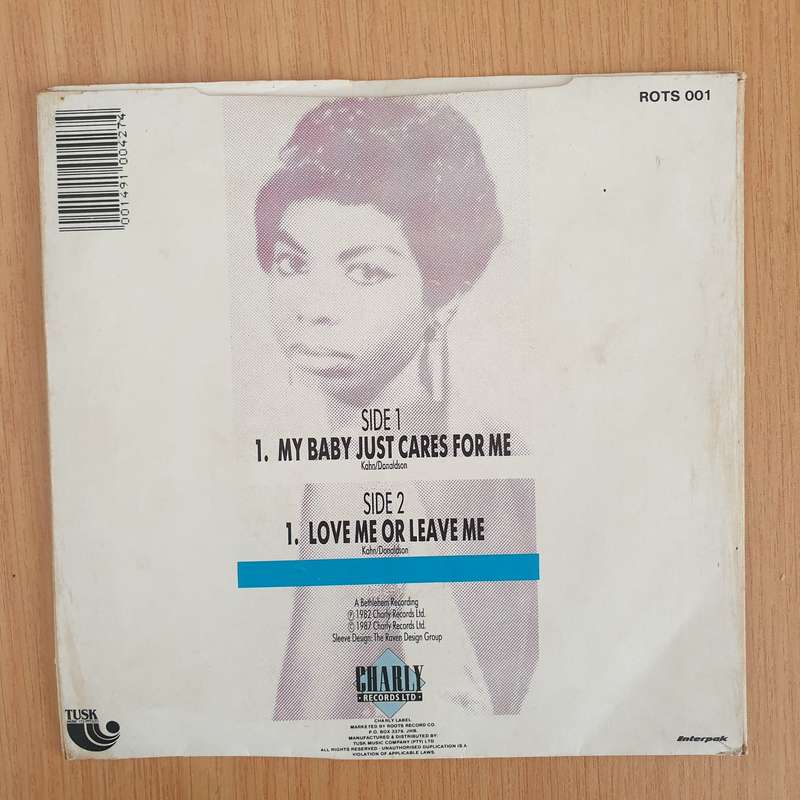 ROTS 001
001491 004274
SIDE 1
1. MY BABY JUST CARES FOR ME
Kahn/Donaldson
SIDE 2
1. LOVE ME OR LEAVE ME
Kahn/Donaldson
A Bethlehem Recording
℗ 1982 Charly Records Ltd.
© 1987 Charly Records Ltd.
Sleeve Design: The Raven Design Group
CHARLY
• RECORDS LTD •
CHARLY LABEL
MARKETED BY ROOTS RECORD CO.
P.O. BOX 3379. JHB.
MANUFACTURED & DISTRIBUTED BY:
TUSK MUSIC COMPANY (PTY) LTD
ALL RIGHTS RESERVED - UNAUTHORISED DUPLICATION IS A
VIOLATION OF APPLICABLE LAWS.
TUSK
Interpak